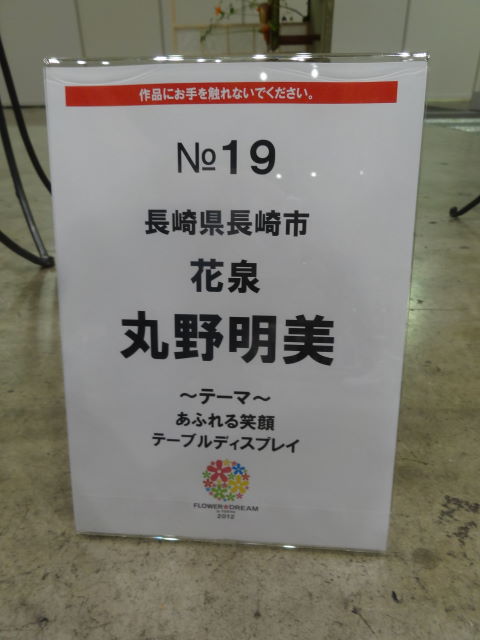 作品にお手を触れないでください。
№19
長崎県長崎市
花泉
丸野明美
～テーマ～
あふれる笑顔
テーブルディスプレイ
FLOWER DREAM
2012